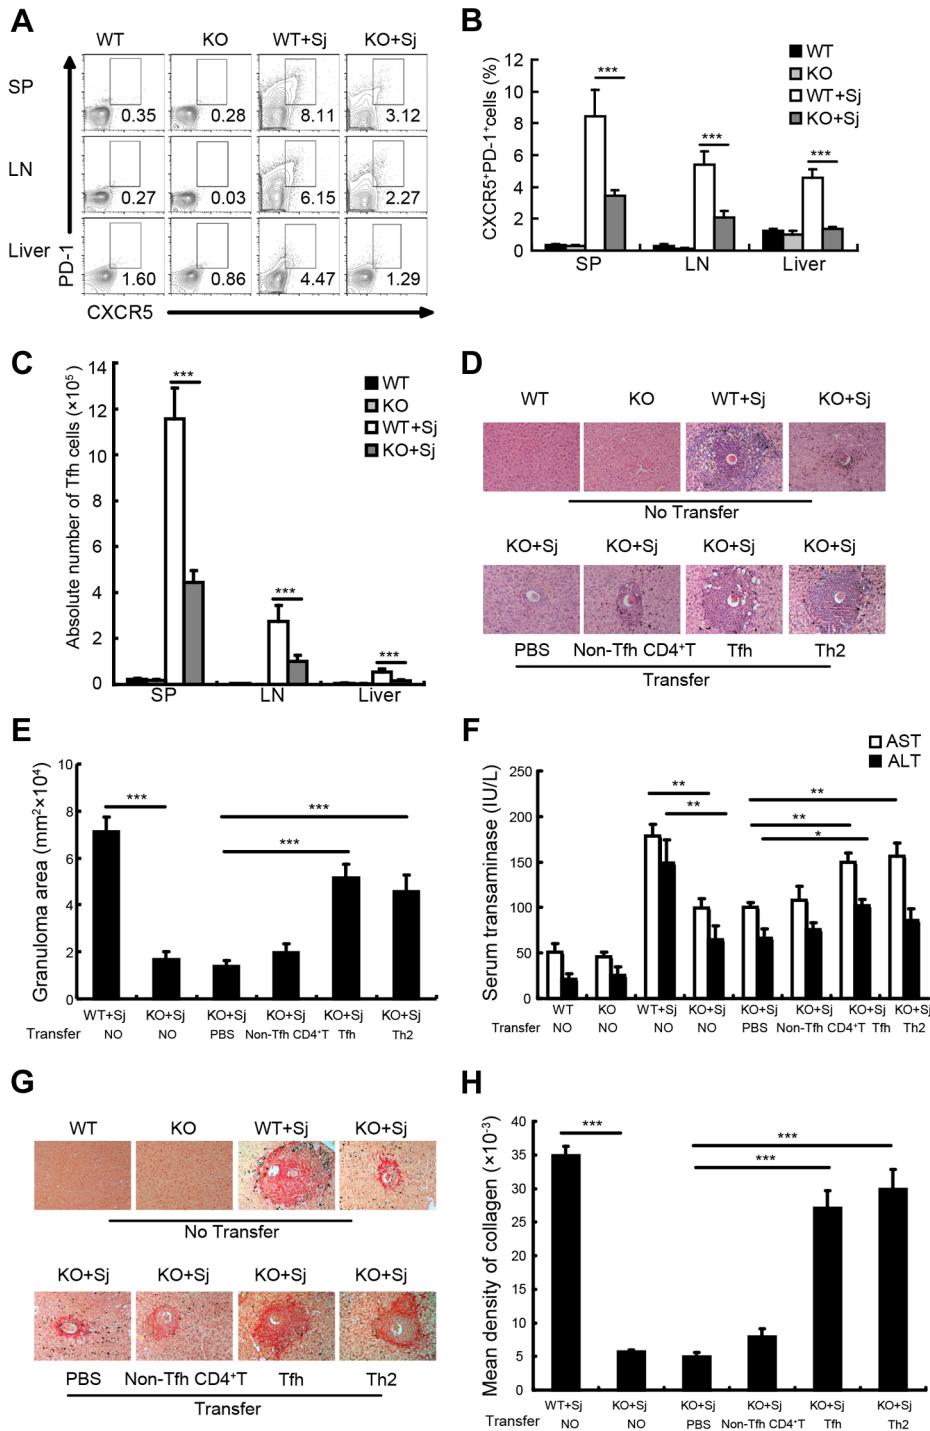 A
WT KO WT+Sj KO+Sj
SP
0.35 0.28 8.11 3.12
LN
0.27 0.03 6.15 2.27
Liver
1.60 0.86 4.47 1.29
PD-1
CXCR5
B
CXCR5+PD-1+cells (%)
14
12
10
8
6
4
2
0
***
***
***
SP LN Liver
WT
KO
WT+Sj
KO+Sj
C
Absolute number of Tfh cells (×10⁵)
14
12
10
8
6
4
2
0
***
***
***
SP LN Liver
WT
KO
WT+Sj
KO+Sj
D
WT KO WT+Sj KO+Sj
No Transfer
KO+Sj KO+Sj KO+Sj KO+Sj
PBS Non-Tfh CD4+T Tfh Th2
Transfer
E
Granuloma area (mm²×10⁴)
10
8
6
4
2
0
***
***
***
WT+Sj KO+Sj KO+Sj KO+Sj KO+Sj KO+Sj
Transfer NO NO PBS Non-Tfh CD4+T Tfh Th2
F
AST
ALT
Serum transaminase (IU/L)
250
200
150
100
50
0
**
**
**
**
*
WT KO WT+Sj KO+Sj KO+Sj KO+Sj KO+Sj KO+Sj
Transfer NO NO NO NO PBS Non-Tfh CD4+T Tfh Th2
G
WT KO WT+Sj KO+Sj
No Transfer
KO+Sj KO+Sj KO+Sj KO+Sj
PBS Non-Tfh CD4+T Tfh Th2
Transfer
H
Mean density of collagen (×10⁻³)
40
35
30
25
20
15
10
5
0
***
***
***
WT+Sj KO+Sj KO+Sj KO+Sj KO+Sj KO+Sj
Transfer NO NO PBS Non-Tfh CD4+T Tfh Th2